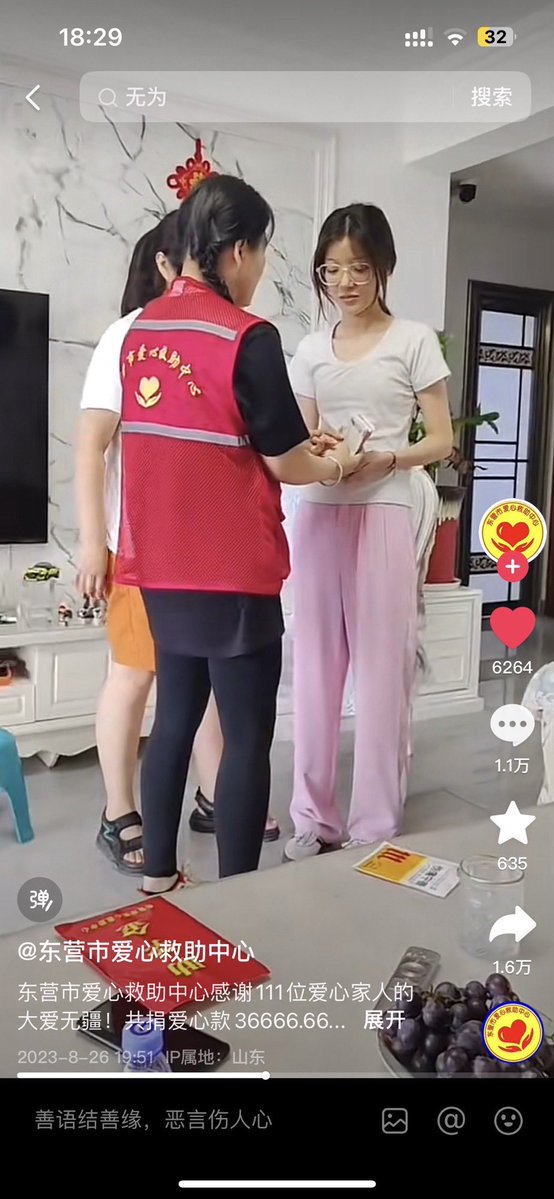 18:29
32
无为
搜索
市爱心救助中心
东营市爱心救助中心
6264
1.1万
635
1.6万
弹
@东营市爱心救助中心
东营市爱心救助中心感谢111位爱心家人的
大爱无疆！共捐爱心款36666.66... 展开
2023-8-26 19:51 IP属地：山东
东营市爱心救助中心
善语结善缘，恶言伤人心